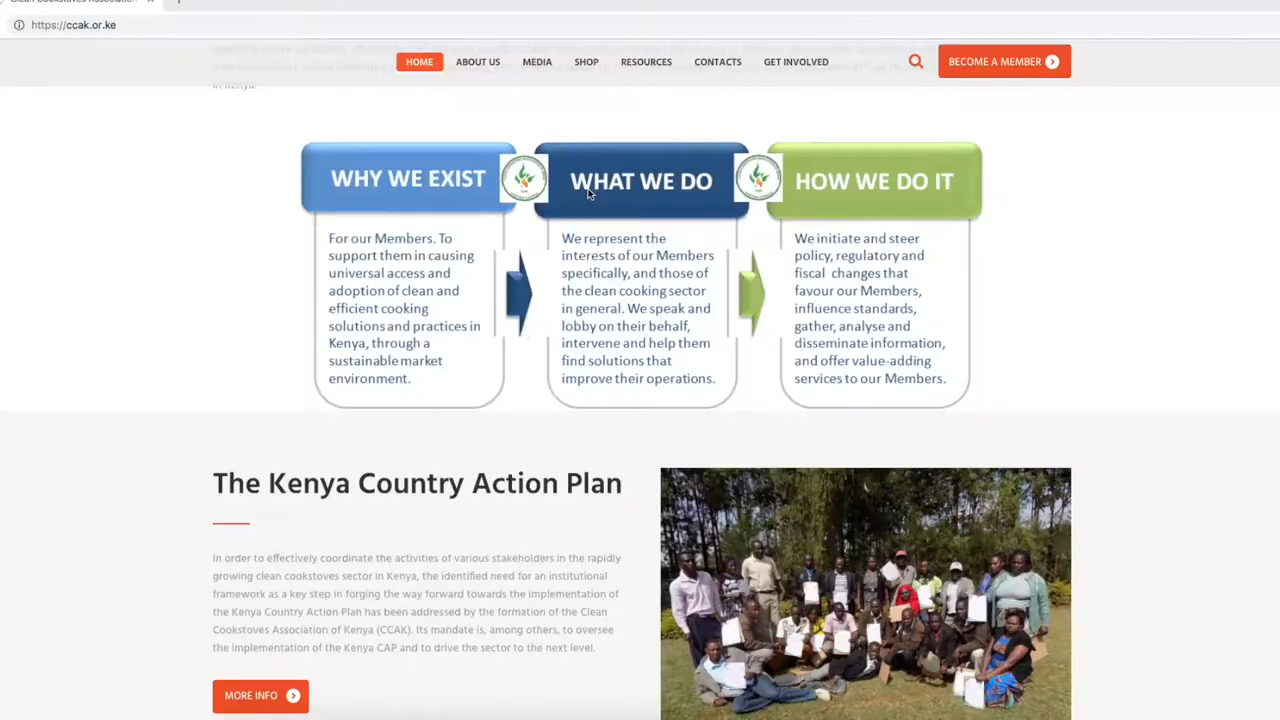 Clean Cookstoves Association
https://ccak.or.ke
HOME
ABOUT US
MEDIA
SHOP
RESOURCES
CONTACTS
GET INVOLVED
BECOME A MEMBER
in Kenya.
WHY WE EXIST
For our Members. To
support them in causing
universal access and
adoption of clean and
efficient cooking
solutions and practices in
Kenya, through a
sustainable market
environment.
WHAT WE DO
We represent the
interests of our Members
specifically, and those of
the clean cooking sector
in general. We speak and
lobby on their behalf,
intervene and help them
find solutions that
improve their operations.
HOW WE DO IT
We initiate and steer
policy, regulatory and
fiscal changes that
favour our Members,
influence standards,
gather, analyse and
disseminate information,
and offer value-adding
services to our Members.
The Kenya Country Action Plan
In order to effectively coordinate the activities of various stakeholders in the rapidly
growing clean cookstoves sector in Kenya, the identified need for an institutional
framework as a key step in forging the way forward towards the implementation of
the Kenya Country Action Plan has been addressed by the formation of the Clean
Cookstoves Association of Kenya (CCAK). Its mandate is, among others, to oversee
the implementation of the Kenya CAP and to drive the sector to the next level.
MORE INFO